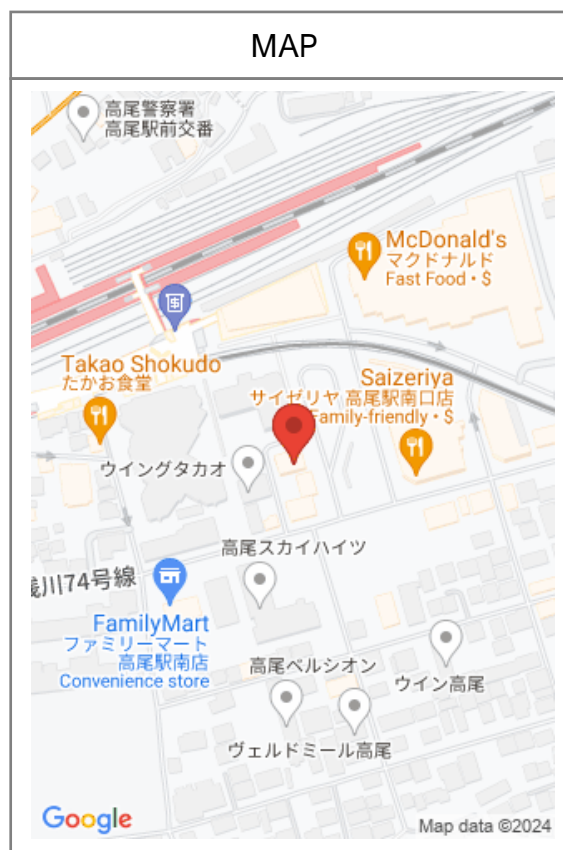 MAP
高尾警察署
高尾駅前交番
McDonald's
マクドナルド
Fast Food • $
Takao Shokudo
たかお食堂
Saizeriya
サイゼリヤ 高尾駅南口店
Family-friendly • $
ウイングタカオ
高尾スカイハイツ
川74号線
FamilyMart
ファミリーマート
高尾駅南店
Convenience store
高尾ベルシオン
ウイン高尾
ヴェルドミール高尾
Google
Map data ©2024